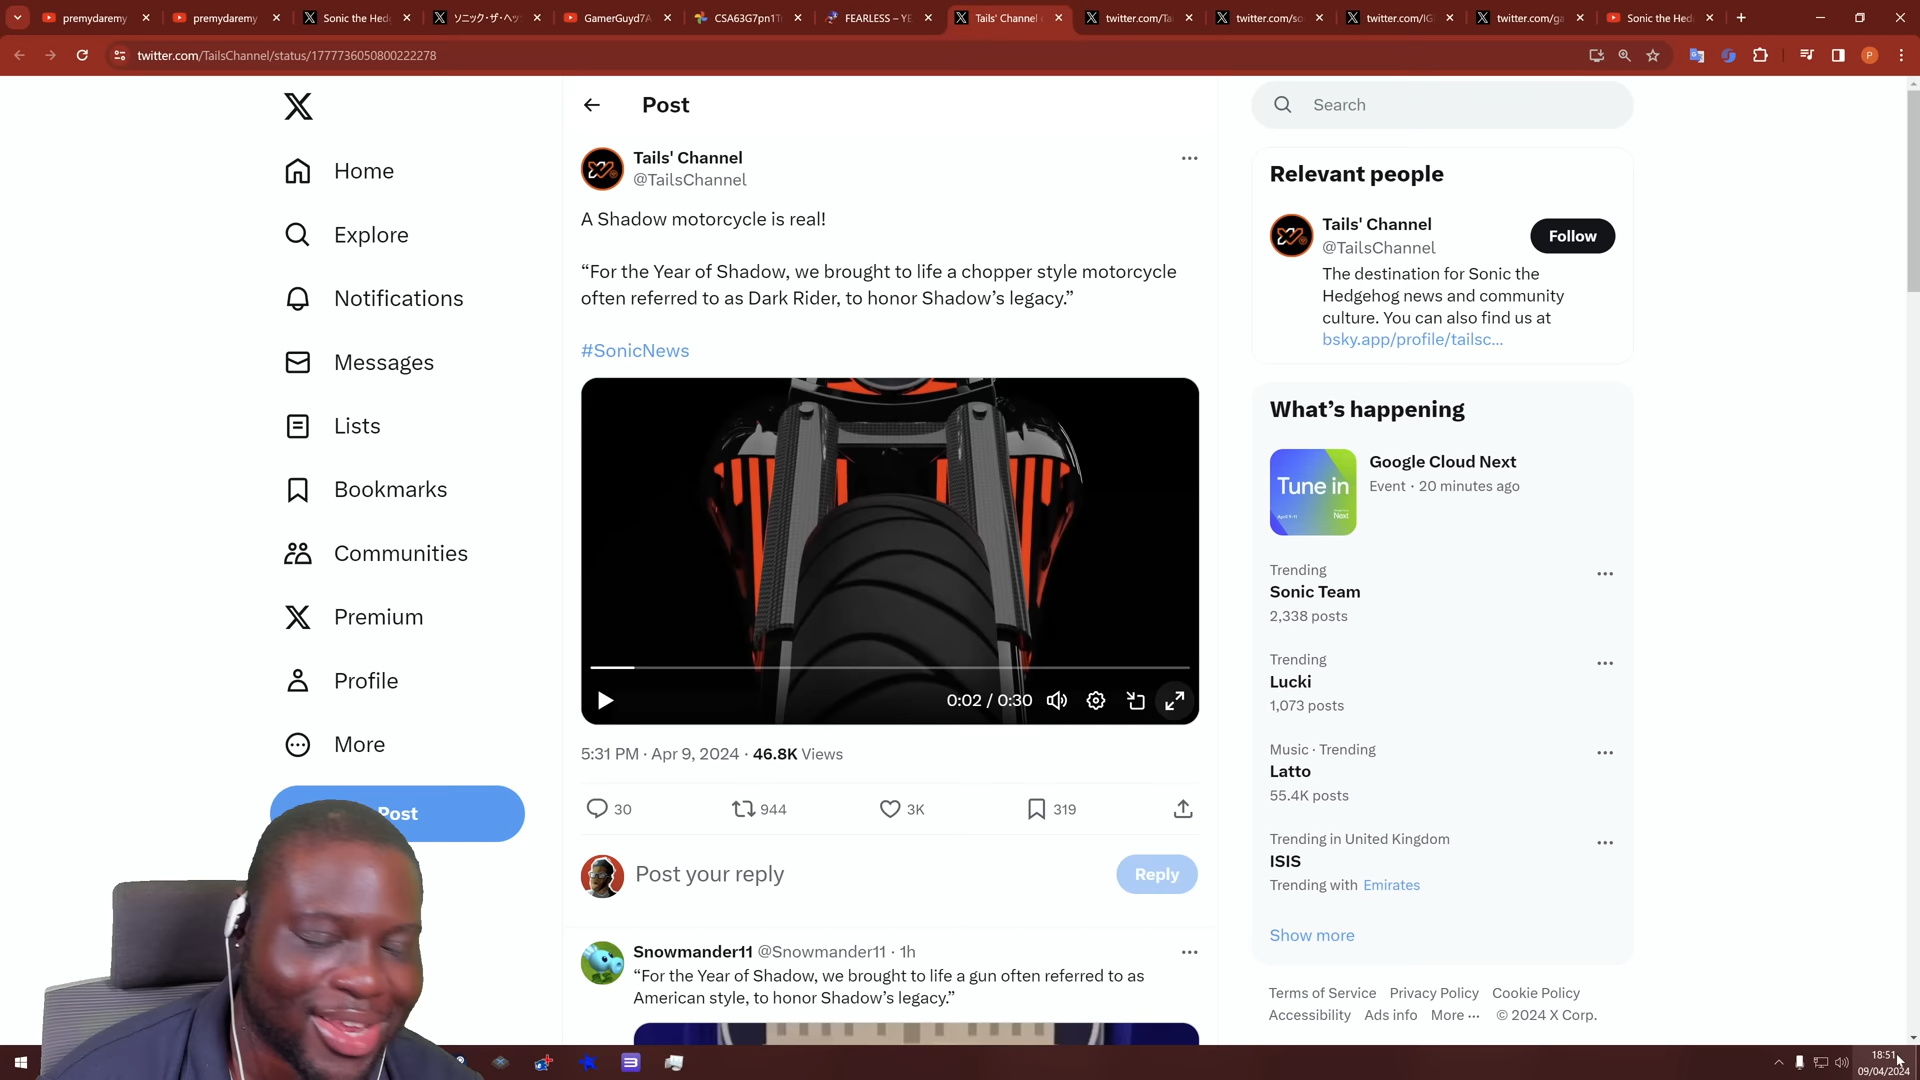 premydaremy
premydaremy
Sonic the Hed
ソニック・ザ・ヘッ
GamerGuyd7A
CSA63G7pn1T
FEARLESS – YE
Tails' Channel
twitter.com/Ta
twitter.com/so
twitter.com/IG
twitter.com/ga
Sonic the Hed
twitter.com/TailsChannel/status/1777736050800222278
P
Home
Explore
Notifications
Messages
Lists
Bookmarks
Communities
Premium
Profile
More
Post
Post
Tails' Channel
@TailsChannel
A Shadow motorcycle is real!
“For the Year of Shadow, we brought to life a chopper style motorcycle
often referred to as Dark Rider, to honor Shadow’s legacy.”
#SonicNews
0:02 / 0:30
5:31 PM · Apr 9, 2024 · 46.8K Views
30
944
3K
319
Post your reply
Reply
Snowmander11 @Snowmander11 · 1h
“For the Year of Shadow, we brought to life a gun often referred to as
American style, to honor Shadow’s legacy.”
Search
Relevant people
Tails' Channel
@TailsChannel
Follow
The destination for Sonic the
Hedgehog news and community
culture. You can also find us at
bsky.app/profile/tailsc...
What’s happening
Tune in
Next
Google Cloud Next
Event · 20 minutes ago
Trending
Sonic Team
2,338 posts
Trending
Lucki
1,073 posts
Music · Trending
Latto
55.4K posts
Trending in United Kingdom
ISIS
Trending with Emirates
Show more
Terms of Service Privacy Policy Cookie Policy
Accessibility Ads info More ··· © 2024 X Corp.
18:51
09/04/2024